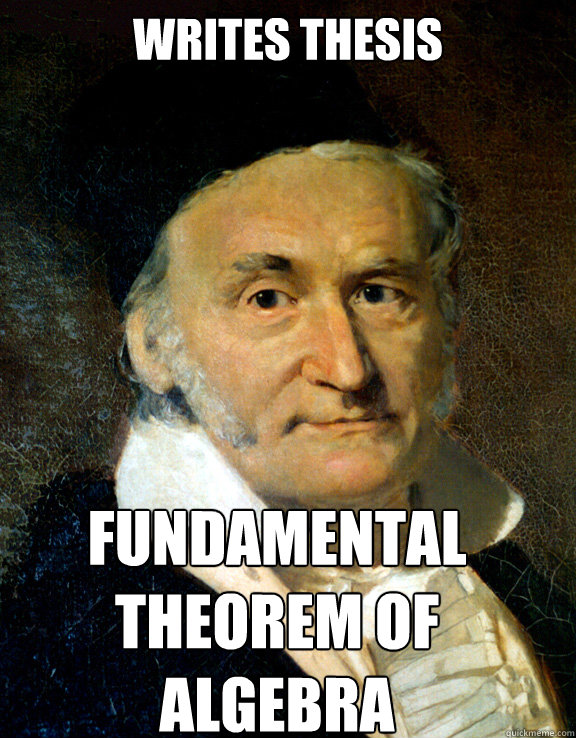 WRITES THESIS
FUNDAMENTAL
THEOREM OF
ALGEBRA
quickmeme.com